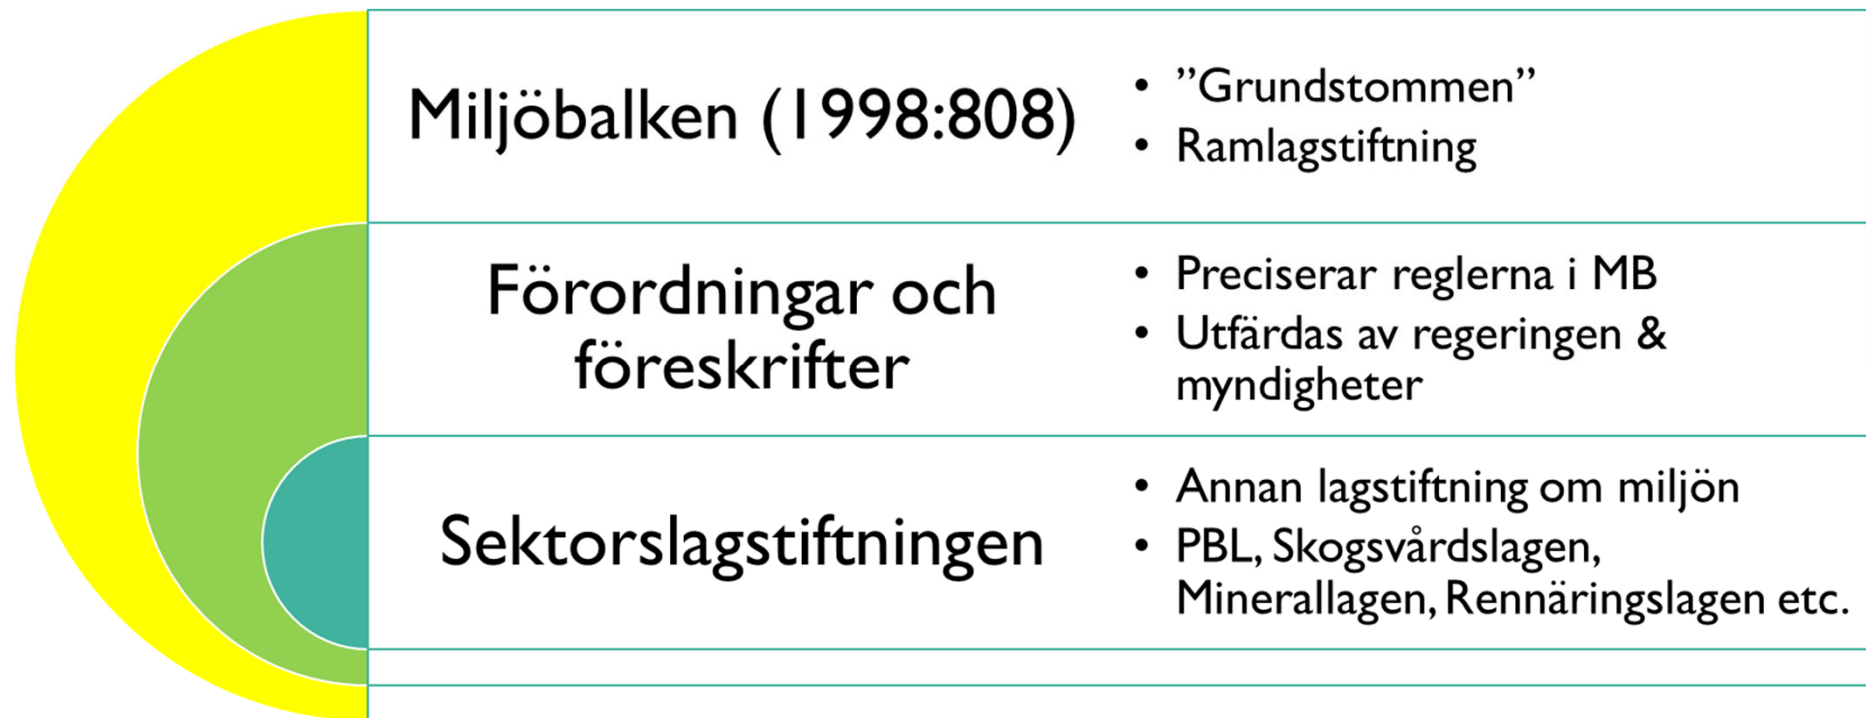 Miljöbalken (1998:808)
• ”Grundstommen”
• Ramlagstiftning
Förordningar och
föreskrifter
• Preciserar reglerna i MB
• Utfärdas av regeringen &
myndigheter
Sektorslagstiftningen
• Annan lagstiftning om miljön
• PBL, Skogsvårdslagen,
Minerallagen, Rennäringslagen etc.